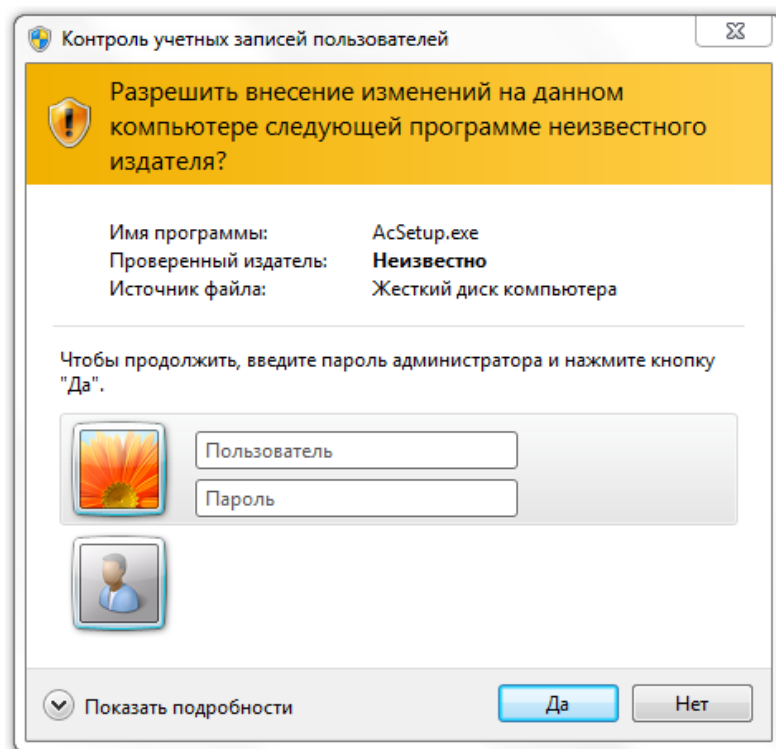 Контроль учетных записей пользователей
Разрешить внесение изменений на данном
компьютере следующей программе неизвестного
издателя?
Имя программы: AcSetup.exe
Проверенный издатель: Неизвестно
Источник файла: Жесткий диск компьютера
Чтобы продолжить, введите пароль администратора и нажмите кнопку
"Да".
Пользователь
Пароль
Показать подробности
Да
Нет